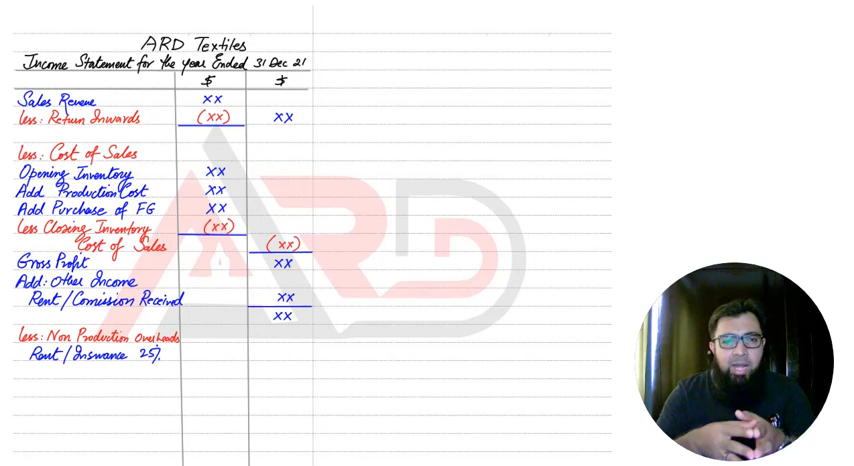 ARD Textiles
Income Statement for the year Ended 31 Dec 21
$ $
Sales Revenue xx
less: Return Inwards (xx) xx
less: Cost of Sales
Opening Inventory xx
Add Production Cost xx
Add Purchase of FG xx
Less Closing Inventory (xx)
Cost of Sales (xx)
Gross Profit xx
Add: Other Income
Rent/Comission Received xx
xx
less: Non Production Overheads
Rent/Insurance 25%
ARD